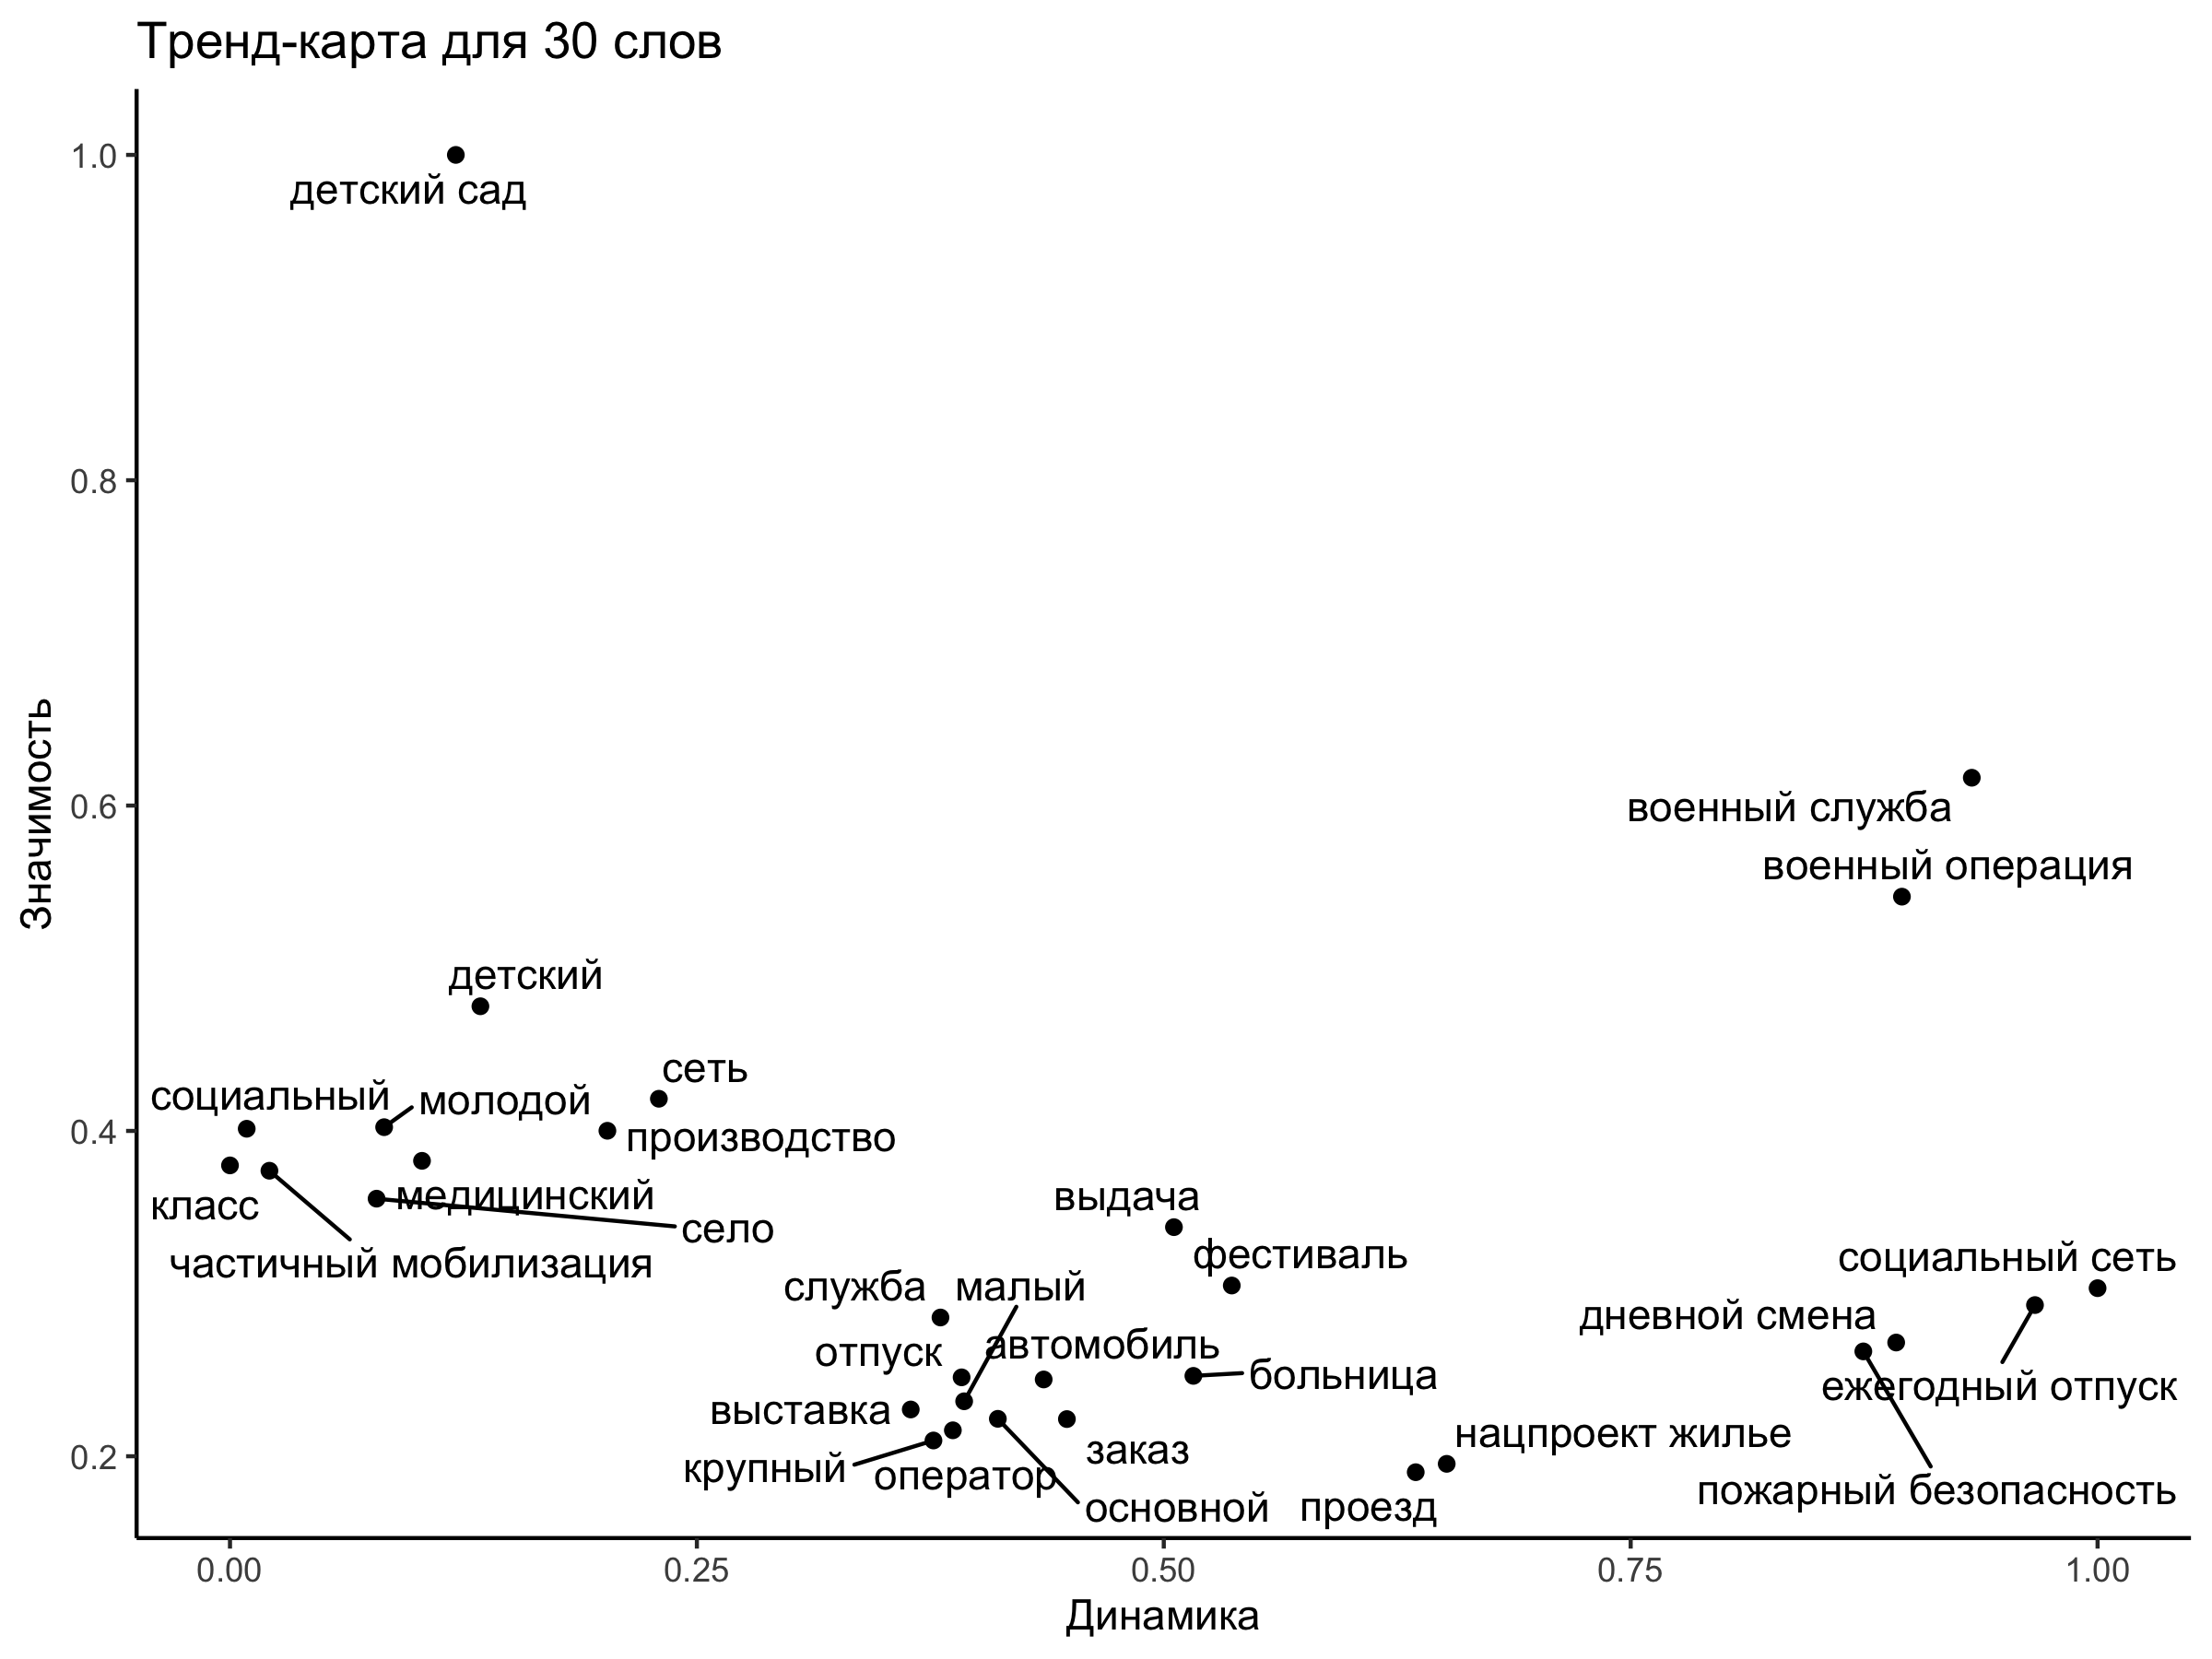 Тренд-карта для 30 слов
1.0
детский сад
0.8
Значимость
0.6
военный служба
военный операция
детский
сеть
социальный
молодой
0.4
производство
медицинский
класс
село
частичный мобилизация
выдача
фестиваль
социальный сеть
служба
малый
дневной смена
отпуск
автомобиль
больница
ежегодный отпуск
выставка
нацпроект жилье
заказ
0.2
крупный
оператор
пожарный безопасность
основной
проезд
0.00
0.25
0.50
0.75
1.00
Динамика